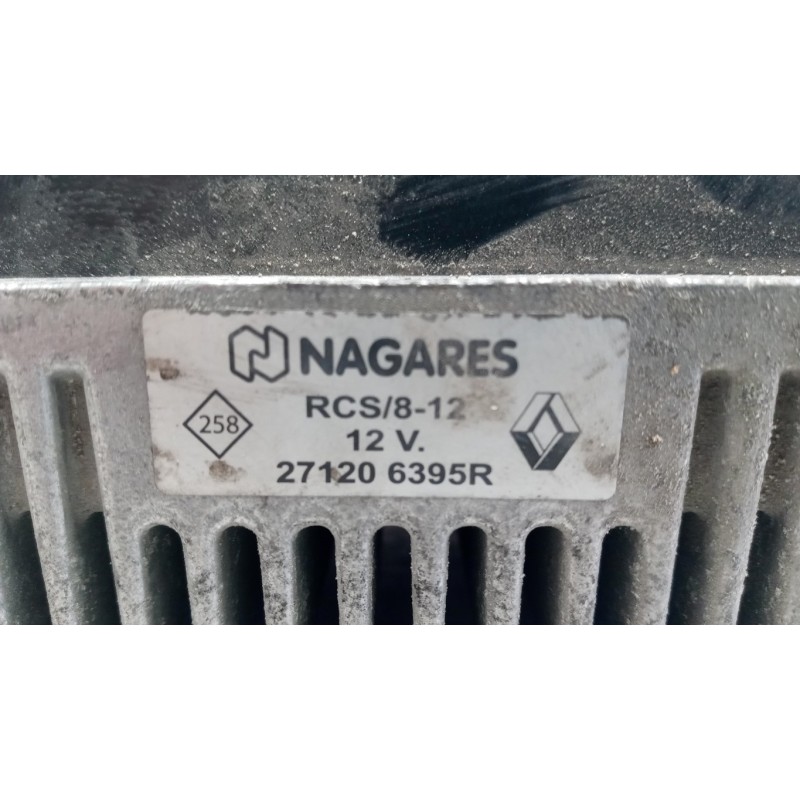 NAGARES
258
RCS/8-12
12 V.
27120 6395R